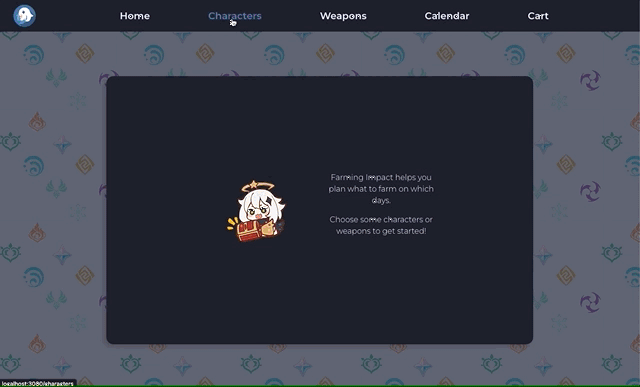 Home Characters Weapons Calendar Cart
Farming Impact helps you
plan what to farm on which
days.
Choose some characters or
weapons to get started!
localhost:3080/characters